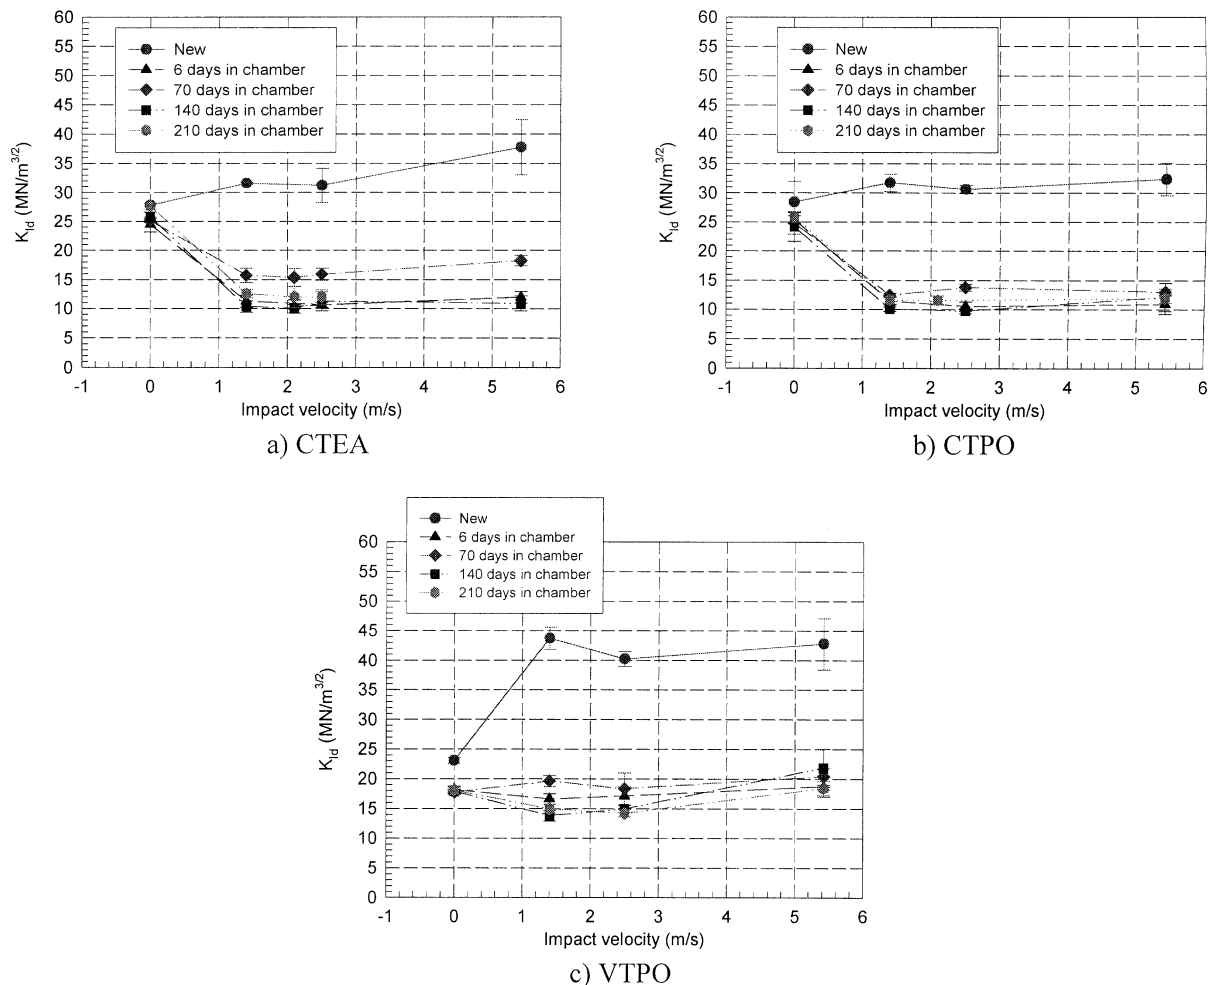 60
55
50
45
40
35
30
25
20
15
10
5
0
K_Id (MN/m^3/2)
New
6 days in chamber
70 days in chamber
140 days in chamber
210 days in chamber
-1 0 1 2 3 4 5 6
Impact velocity (m/s)
a) CTEA
60
55
50
45
40
35
30
25
20
15
10
5
0
K_Id (MN/m^3/2)
New
6 days in chamber
70 days in chamber
140 days in chamber
210 days in chamber
-1 0 1 2 3 4 5 6
Impact velocity (m/s)
b) CTPO
60
55
50
45
40
35
30
25
20
15
10
5
0
K_Id (MN/m^3/2)
New
6 days in chamber
70 days in chamber
140 days in chamber
210 days in chamber
-1 0 1 2 3 4 5 6
Impact velocity (m/s)
c) VTPO